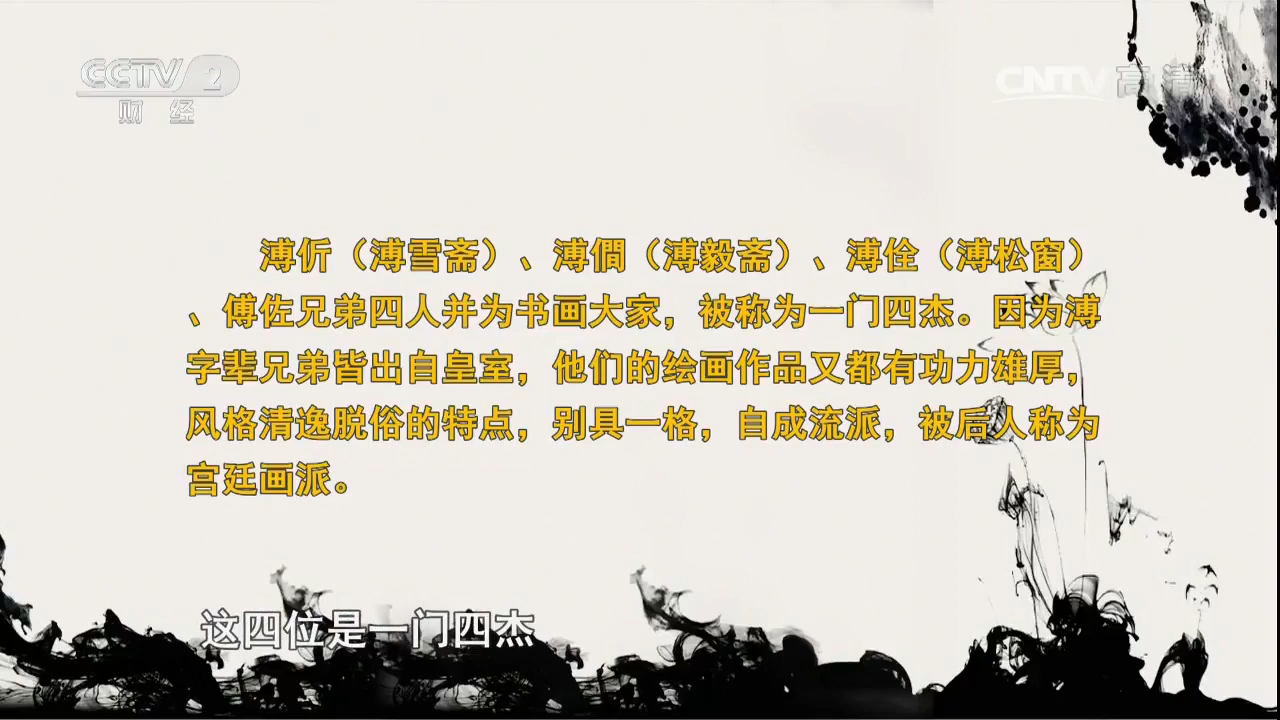 CCTV 2
财经
CNTV高清
溥伒（溥雪斋）、溥僩（溥毅斋）、溥佺（溥松窗）
、傅佐兄弟四人并为书画大家，被称为一门四杰。因为溥
字辈兄弟皆出自皇室，他们的绘画作品又都有功力雄厚，
风格清逸脱俗的特点，别具一格，自成流派，被后人称为
宫廷画派。
这四位是一门四杰